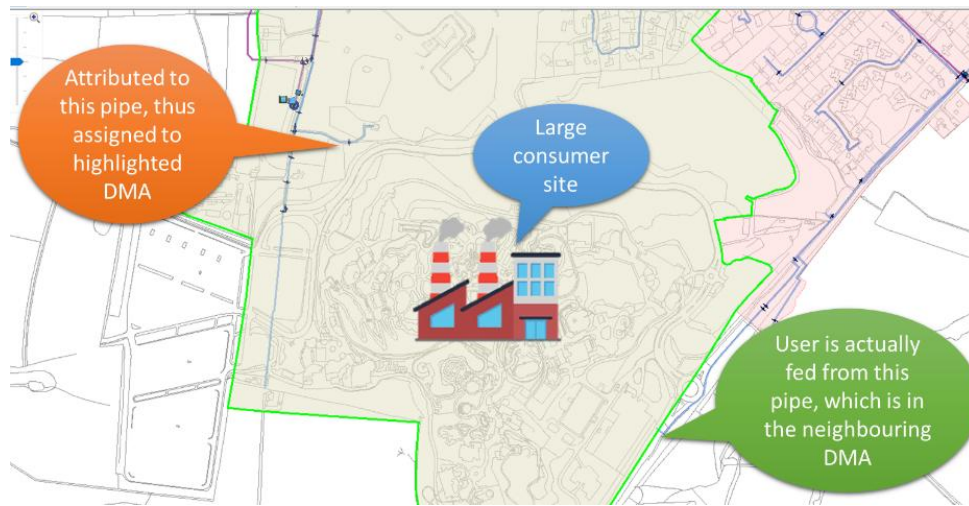 Attributed to
this pipe, thus
assigned to
highlighted
DMA
Large
consumer
site
User is actually
fed from this
pipe, which is in
the neighbouring
DMA